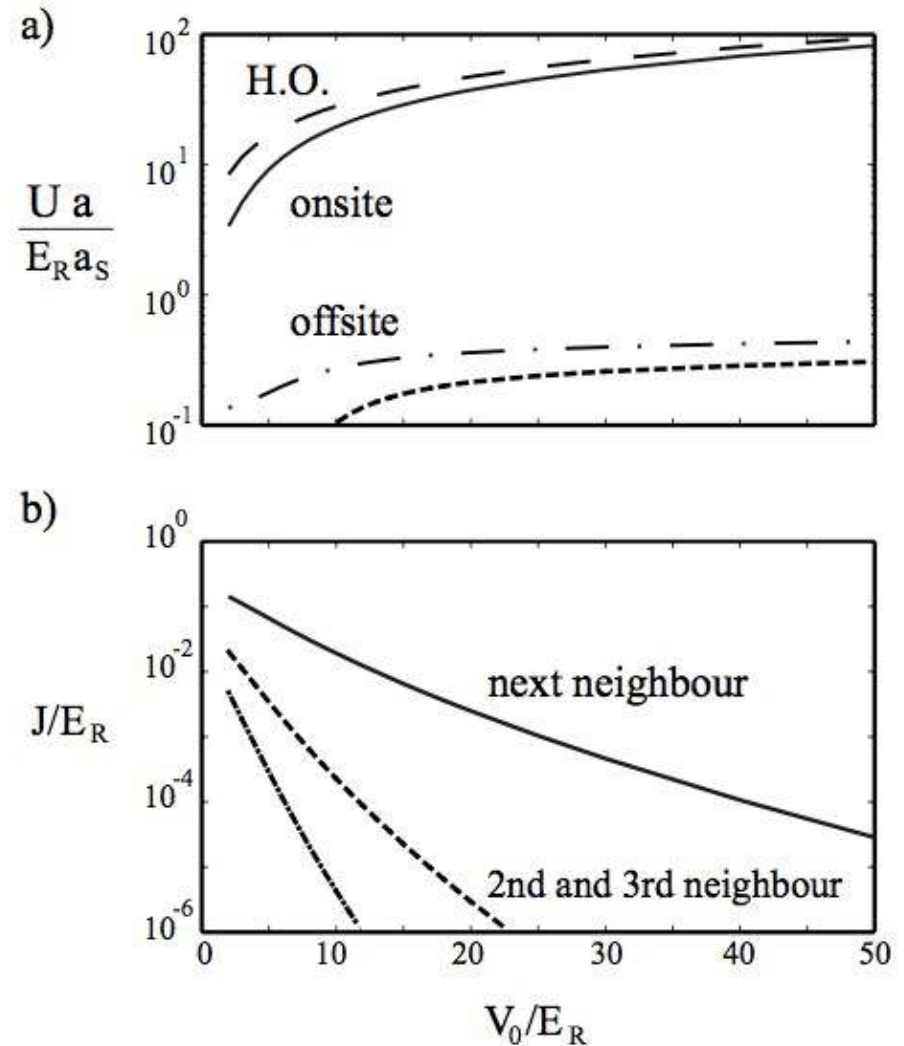 a)
10^2
H.O.
10^1
U a
E_R a_S
onsite
10^0
offsite
10^-1
b)
10^0
10^-2
next neighbour
J/E_R
10^-4
2nd and 3rd neighbour
10^-6
0 10 20 30 40 50
V_0/E_R